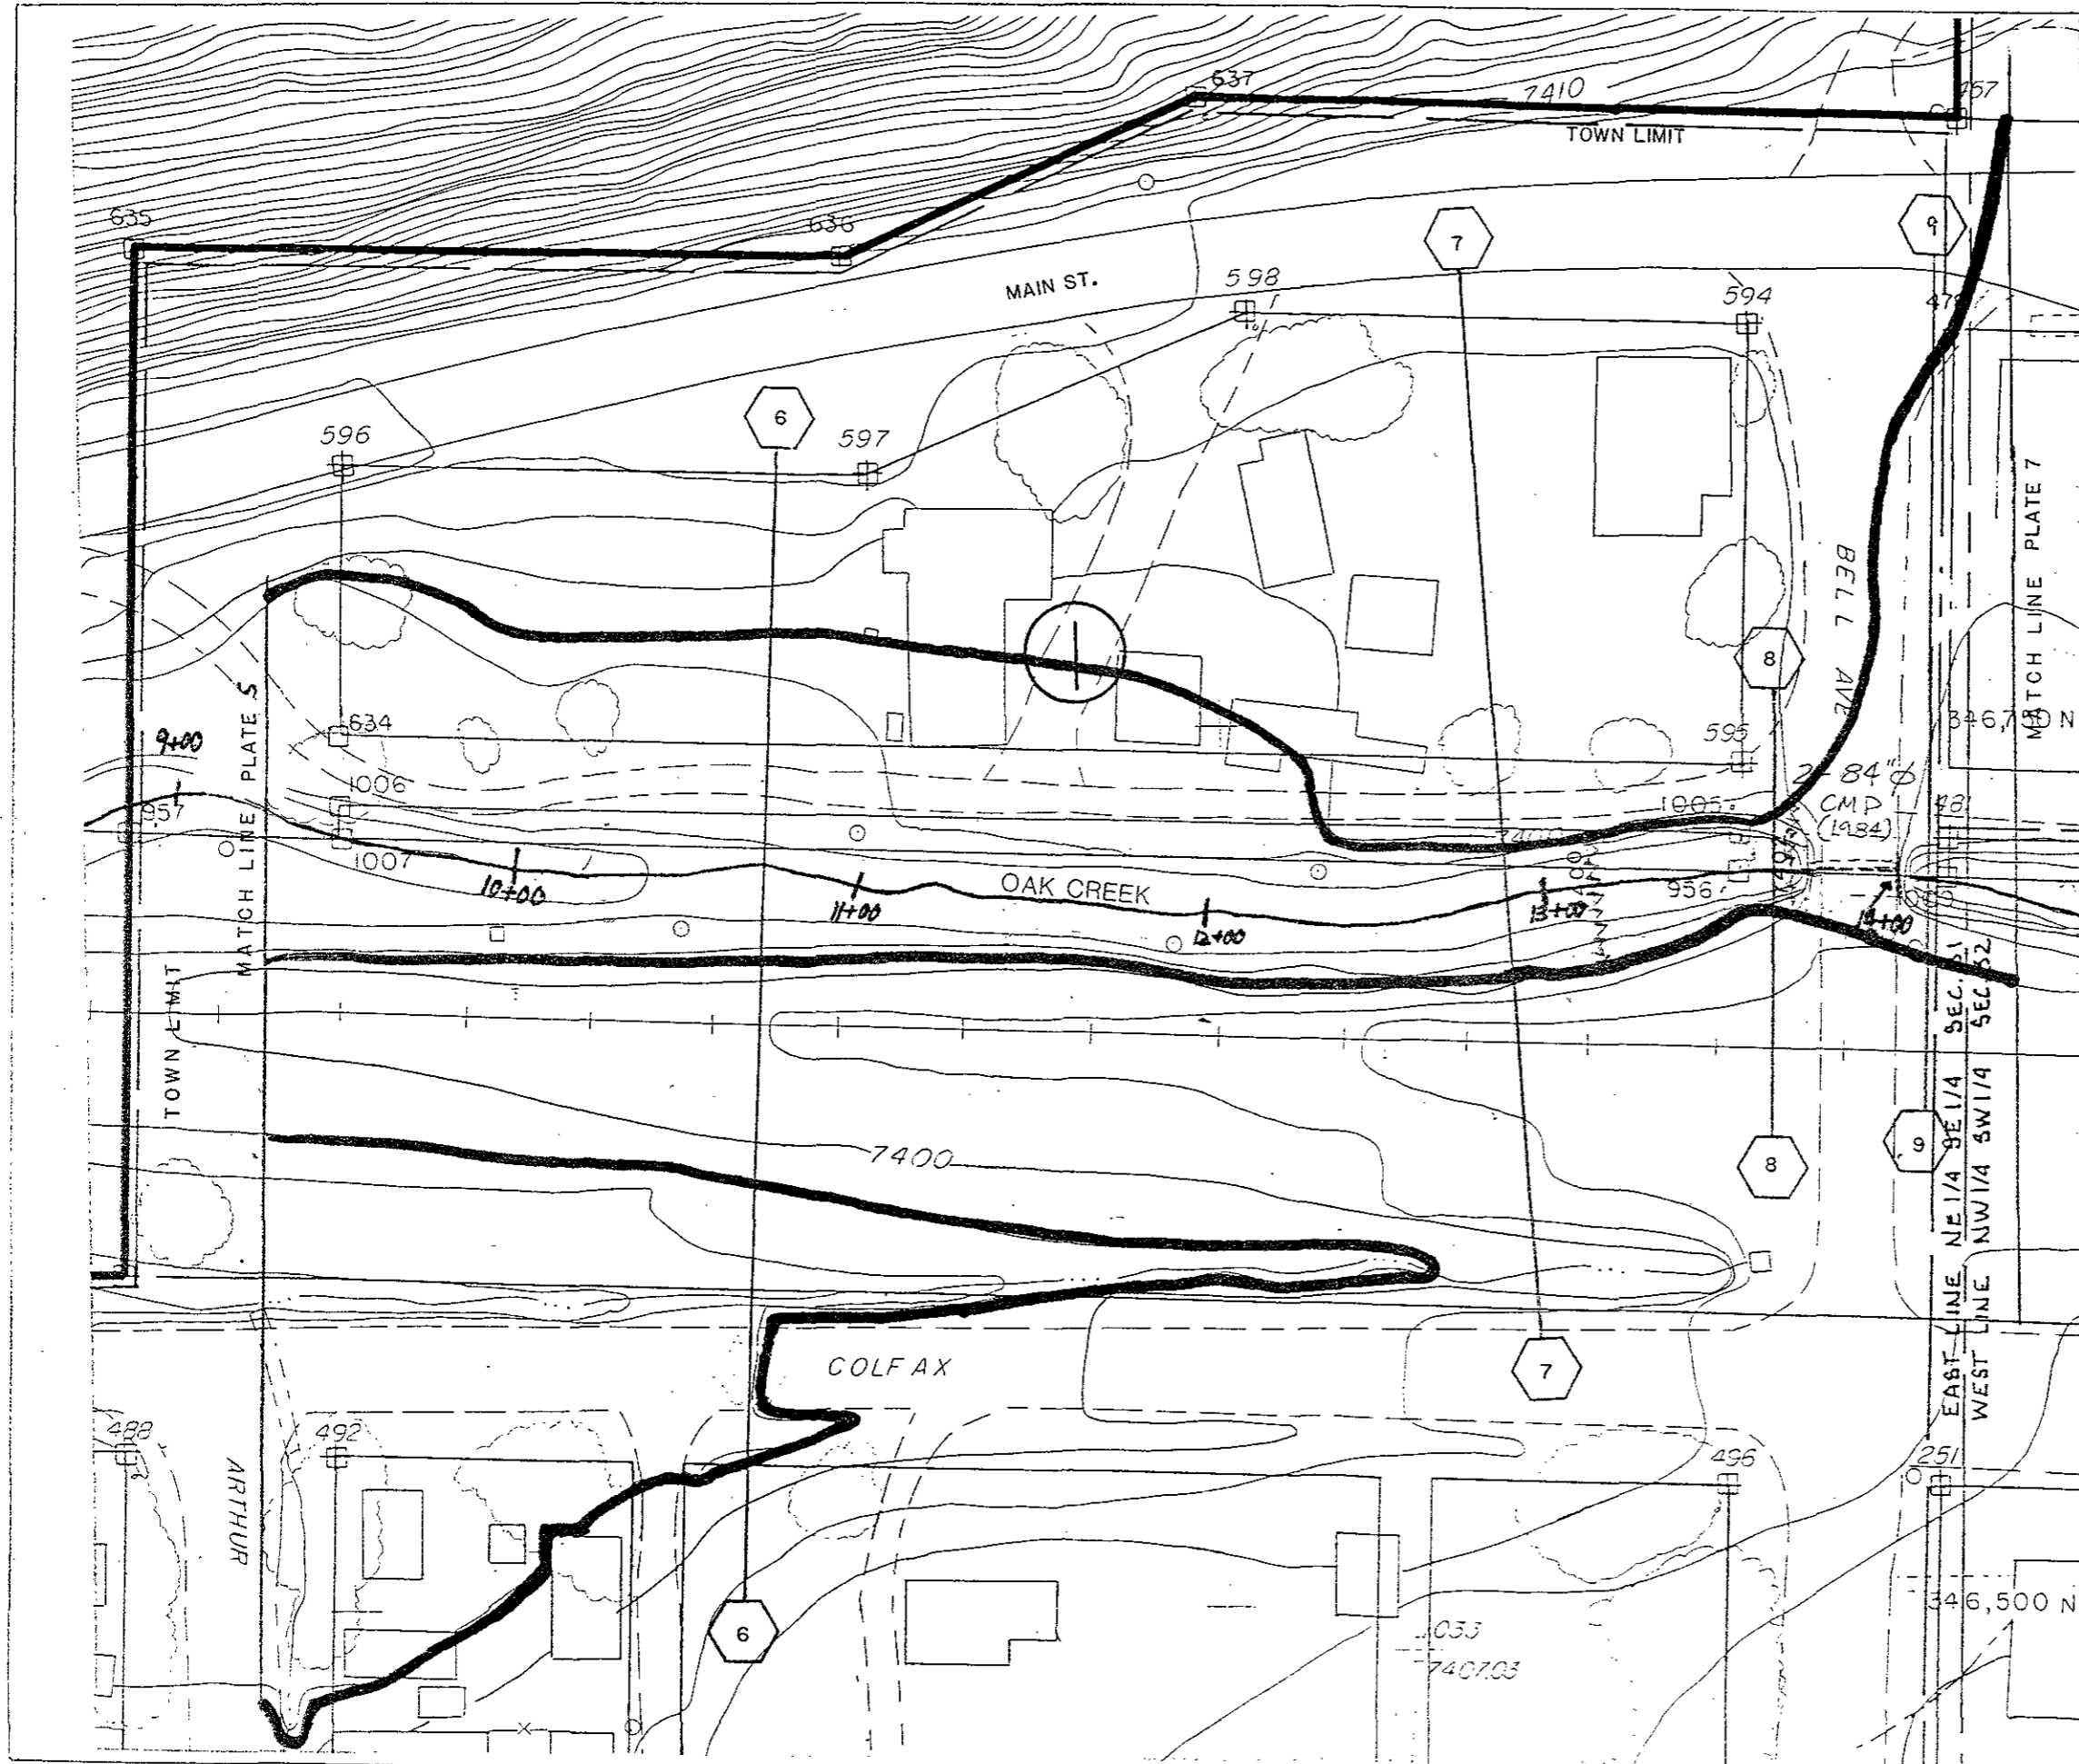 637
7410
457
TOWN LIMIT
635
636
9
7
MAIN ST.
598
594
596
6
597
MATCH LINE PLATE 7
BELL AVE
8
634
595
346,750 N
9+00
MATCH LINE PLATE 5
1006
2-84"ø
CMP
(1984)
481
957
1005
7400
1007
10+00
11+00
OAK CREEK
12+00
13+00
956
14+00
TOWN LIMIT
EAST LINE NE 1/4 SE 1/4 SEC. 31
WEST LINE NW 1/4 SW 1/4 SEC. 32
7400
8
9
COLFAX
7
488
492
496
251
ARTHUR
6
346,500 N
1033
7407.03